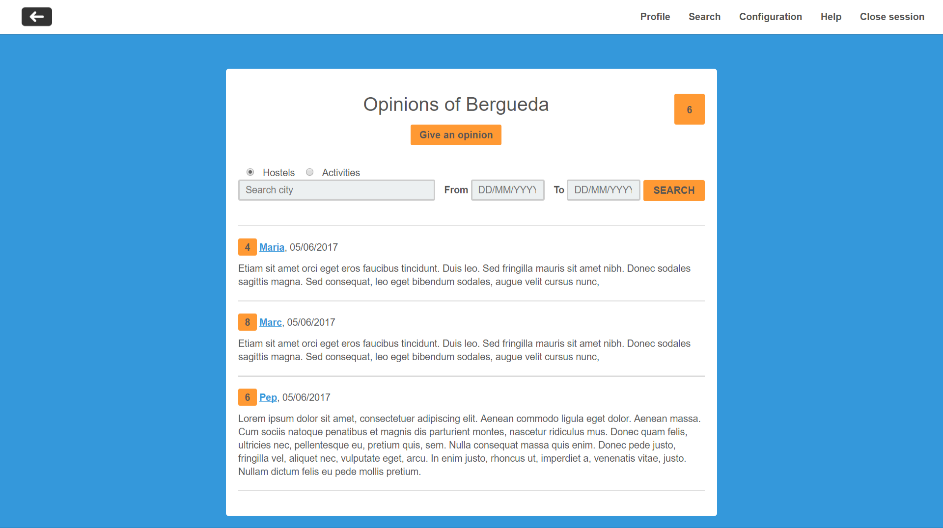 Profile Search Configuration Help Close session
Opinions of Bergueda
6
Give an opinion
Hostels Activities
Search city From DD/MM/YYYY To DD/MM/YYYY SEARCH
4 Maria, 05/06/2017
Etiam sit amet orci eget eros faucibus tincidunt. Duis leo. Sed fringilla mauris sit amet nibh. Donec sodales
sagittis magna. Sed consequat, leo eget bibendum sodales, augue velit cursus nunc,
8 Marc, 05/06/2017
Etiam sit amet orci eget eros faucibus tincidunt. Duis leo. Sed fringilla mauris sit amet nibh. Donec sodales
sagittis magna. Sed consequat, leo eget bibendum sodales, augue velit cursus nunc,
6 Pep, 05/06/2017
Lorem ipsum dolor sit amet, consectetuer adipiscing elit. Aenean commodo ligula eget dolor. Aenean massa.
Cum sociis natoque penatibus et magnis dis parturient montes, nascetur ridiculus mus. Donec quam felis,
ultricies nec, pellentesque eu, pretium quis, sem. Nulla consequat massa quis enim. Donec pede justo,
fringilla vel, aliquet nec, vulputate eget, arcu. In enim justo, rhoncus ut, imperdiet a, venenatis vitae, justo.
Nullam dictum felis eu pede mollis pretium.